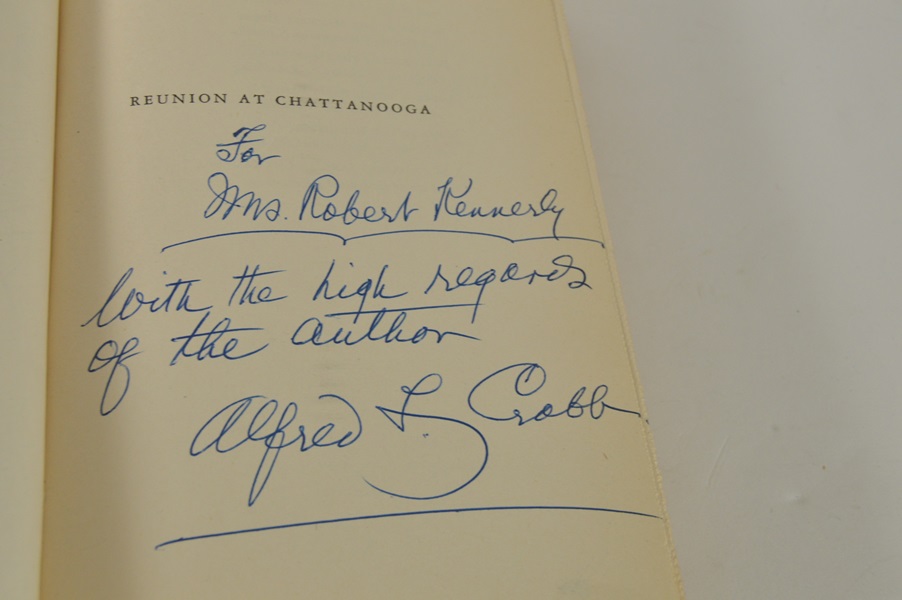 REUNION AT CHATTANOOGA
For
Mrs. Robert Kennerly
With the high regards
of the author
Alfred L. Crabb